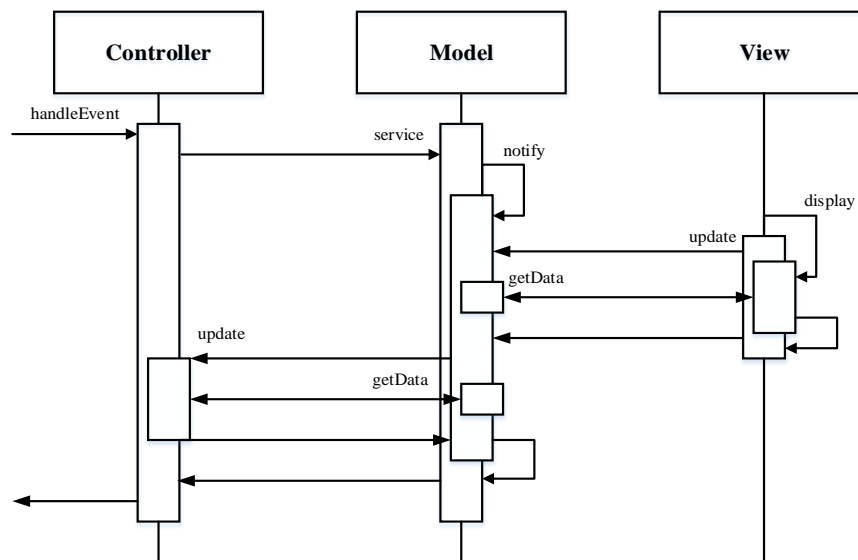 Controller
Model
View
handleEvent
service
notify
display
update
getData
update
getData